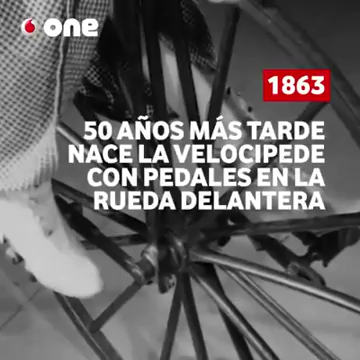 one
1863
50 AÑOS MÁS TARDE
NACE LA VELOCIPEDE
CON PEDALES EN LA
RUEDA DELANTERA